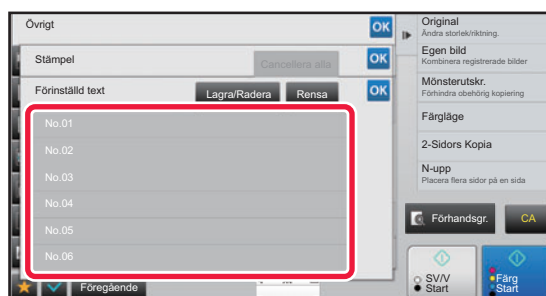 Övrigt
OK
Stämpel
Cancellera alla
OK
Förinställd text
Lagra/Radera
Rensa
OK
No.01
No.02
No.03
No.04
No.05
No.06
Föregående
Original
Ändra storlek/riktning.
Egen bild
Kombinera registrerade bilder
Mönsterutskr.
Förhindra obehörig kopiering
Färgläge
2-Sidors Kopia
N-upp
Placera flera sidor på en sida
Förhandsgr.
CA
SV/V
Start
Färg
Start